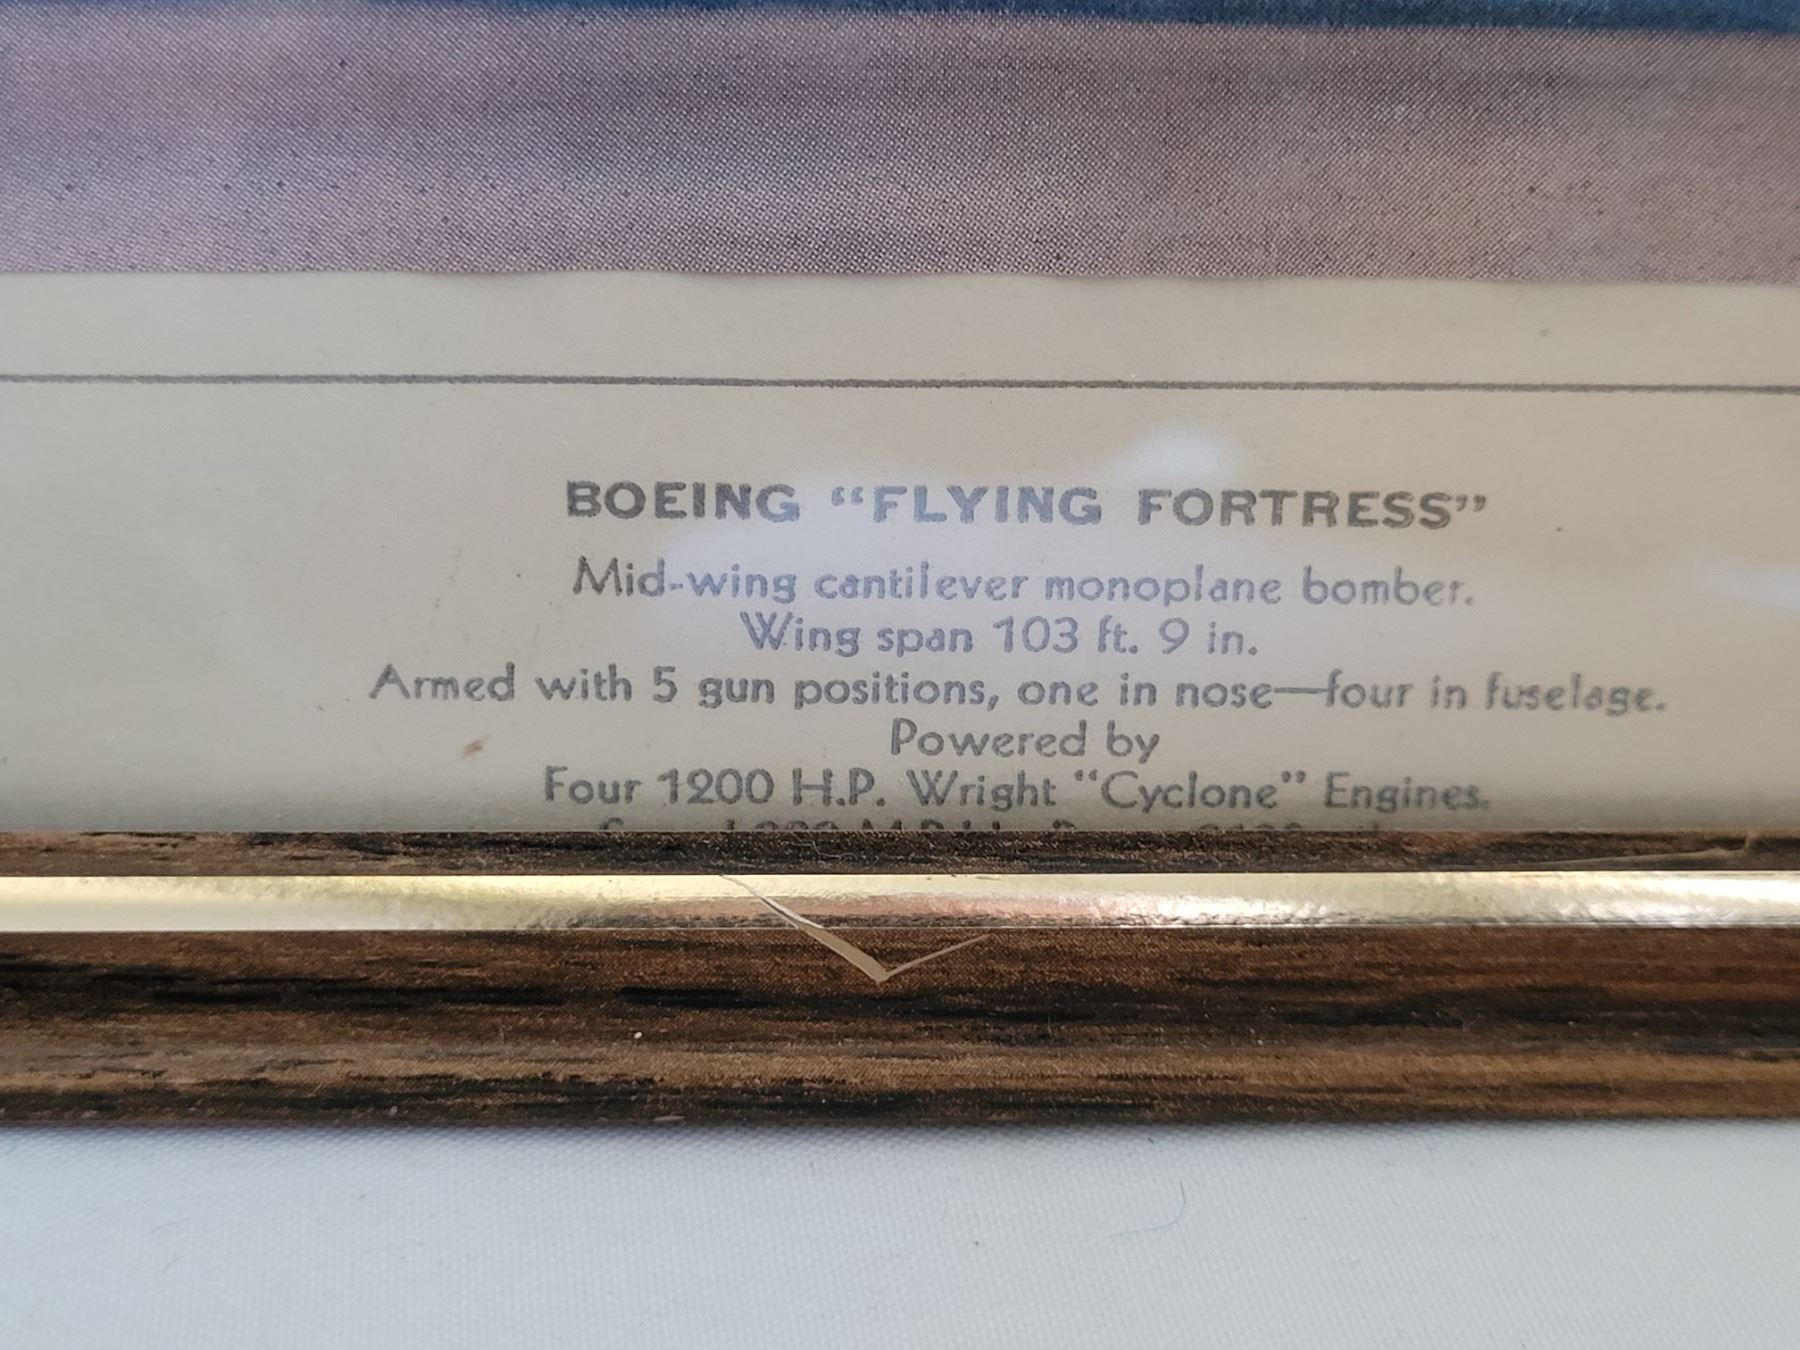 BOEING “FLYING FORTRESS”
Mid-wing cantilever monoplane bomber.
Wing span 103 ft. 9 in.
Armed with 5 gun positions, one in nose—four in fuselage.
Powered by
Four 1200 H.P. Wright “Cyclone” Engines.